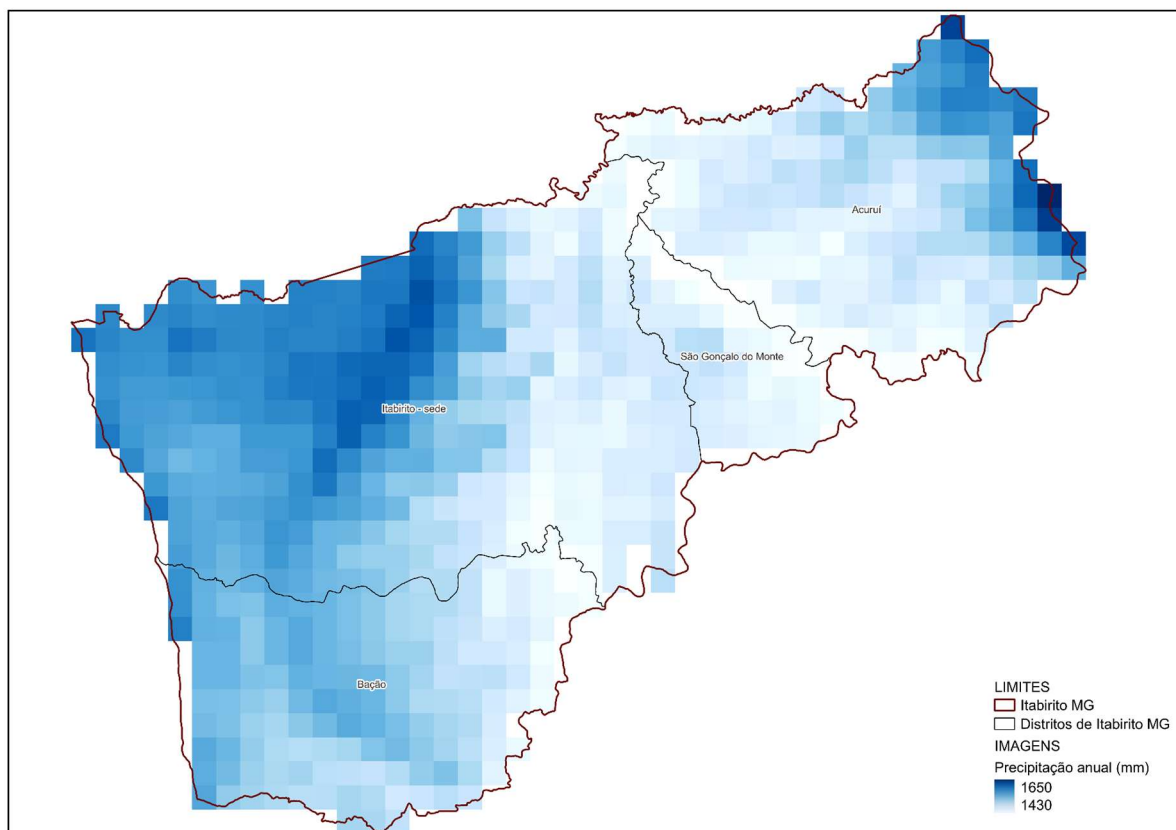 Acuruí
São Gonçalo do Monte
Itabirito - sede
Bação
LIMITES
Itabirito MG
Distritos de Itabirito MG
IMAGENS
Precipitação anual (mm)
1650
1430